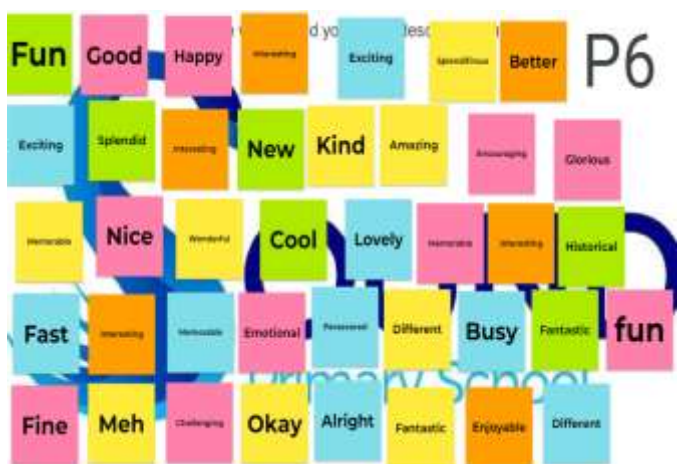 Fun Good Happy Interesting Exciting Splendiferous Better P6
Exciting Splendid Interesting New Kind Amazing Encouraging Glorious
Memorable Nice Wonderful Cool Lovely Memorable Interesting Historical
Fast Interesting Memorable Emotional Persevered Different Busy Fantastic fun
Primary School
Fine Meh Challenging Okay Alright Fantastic Enjoyable Different